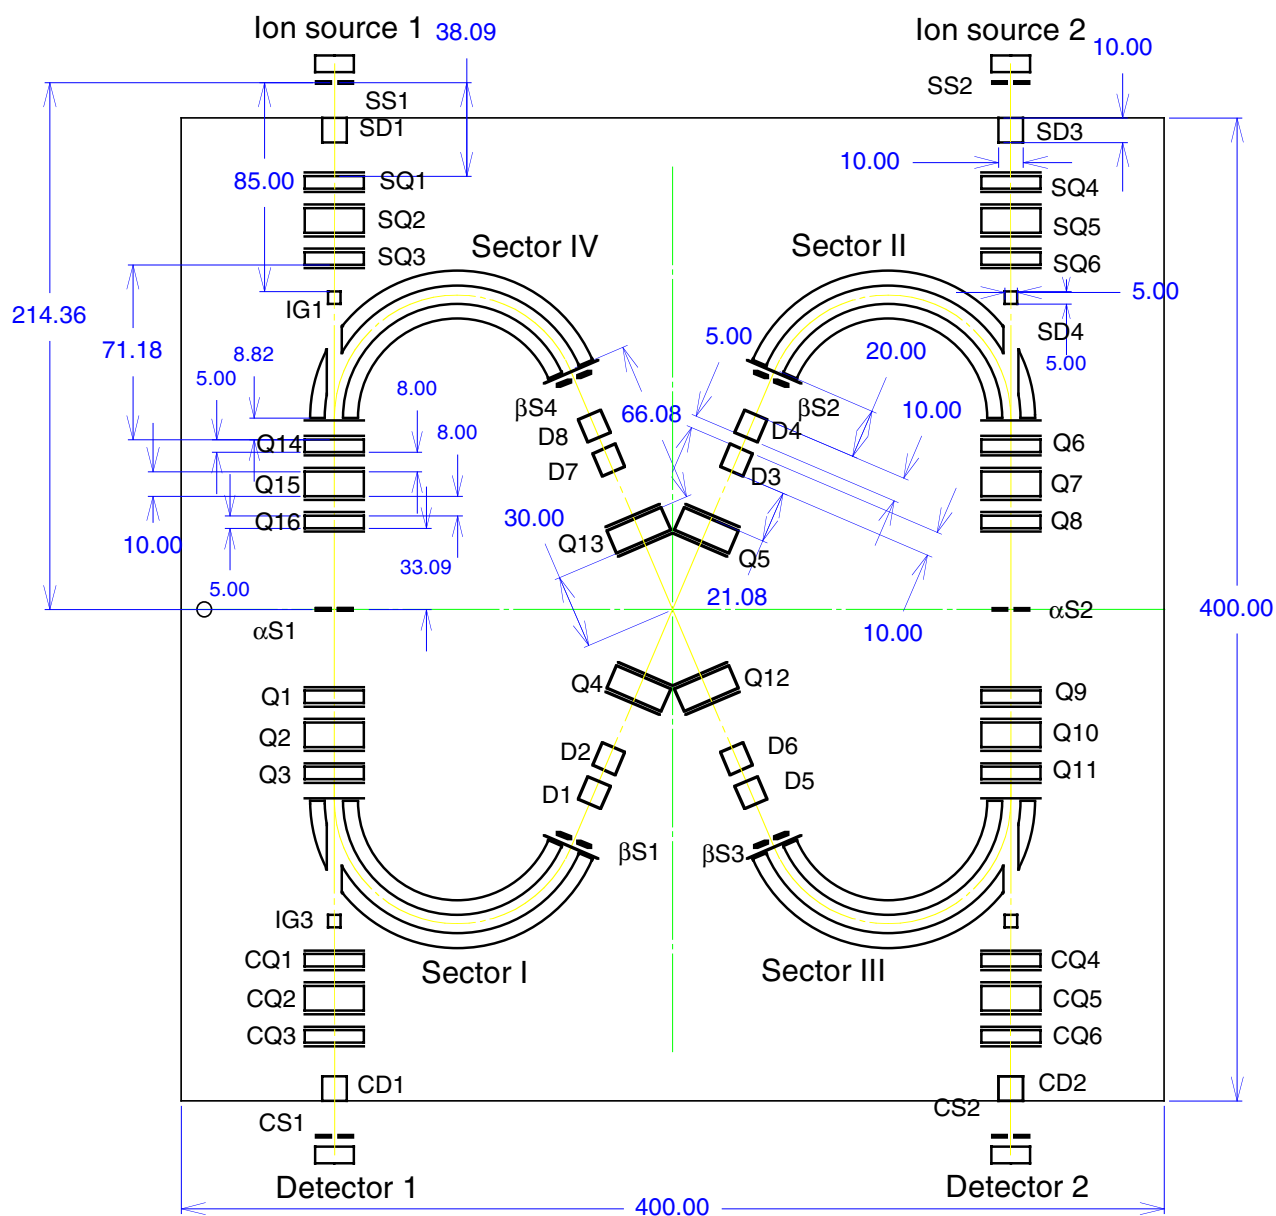 Ion source 1
38.09
Ion source 2
10.00
SS1
SS2
SD1
SD3
10.00
85.00
SQ1
SQ4
SQ2
SQ5
Sector IV
Sector II
SQ3
SQ6
IG1
5.00
SD4
214.36
71.18
8.82
5.00
8.00
5.00
20.00
5.00
10.00
66.08
βS4
βS2
D8
D4
D7
D3
8.00
Q14
Q6
Q15
Q7
Q16
Q8
10.00
30.00
Q13
Q5
33.09
5.00
21.08
10.00
αS1
αS2
400.00
Q4
Q12
Q1
Q9
Q2
Q10
D2
D6
Q3
Q11
D1
D5
βS1
βS3
IG3
CQ1
Sector I
Sector III
CQ4
CQ2
CQ5
CQ3
CQ6
CD1
CD2
CS1
CS2
Detector 1
Detector 2
400.00